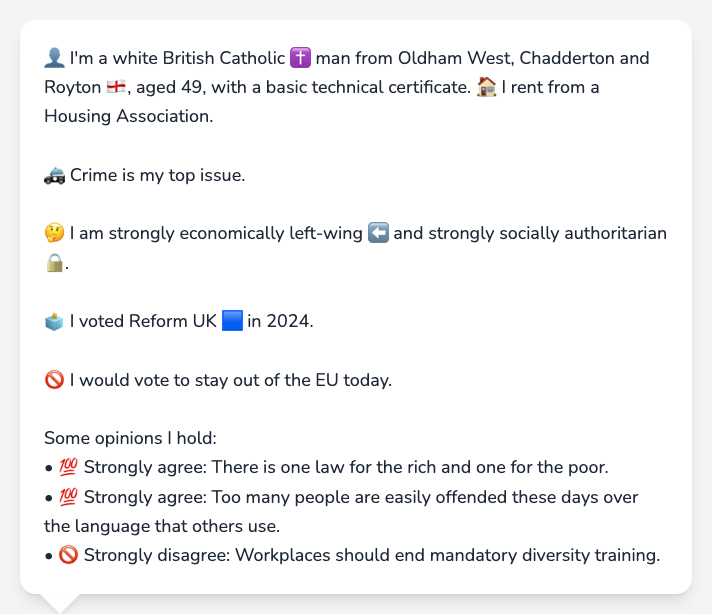 👤 I'm a white British Catholic ✝️ man from Oldham West, Chadderton and
Royton 🏴󠁧󠁢󠁥󠁮󠁧󠁿, aged 49, with a basic technical certificate. 🏠 I rent from a
Housing Association.
🚓 Crime is my top issue.
🤔 I am strongly economically left-wing ⬅️ and strongly socially authoritarian
🔒.
🗳️ I voted Reform UK 🟦 in 2024.
🚫 I would vote to stay out of the EU today.
Some opinions I hold:
• 💯 Strongly agree: There is one law for the rich and one for the poor.
• 💯 Strongly agree: Too many people are easily offended these days over
the language that others use.
• 🚫 Strongly disagree: Workplaces should end mandatory diversity training.